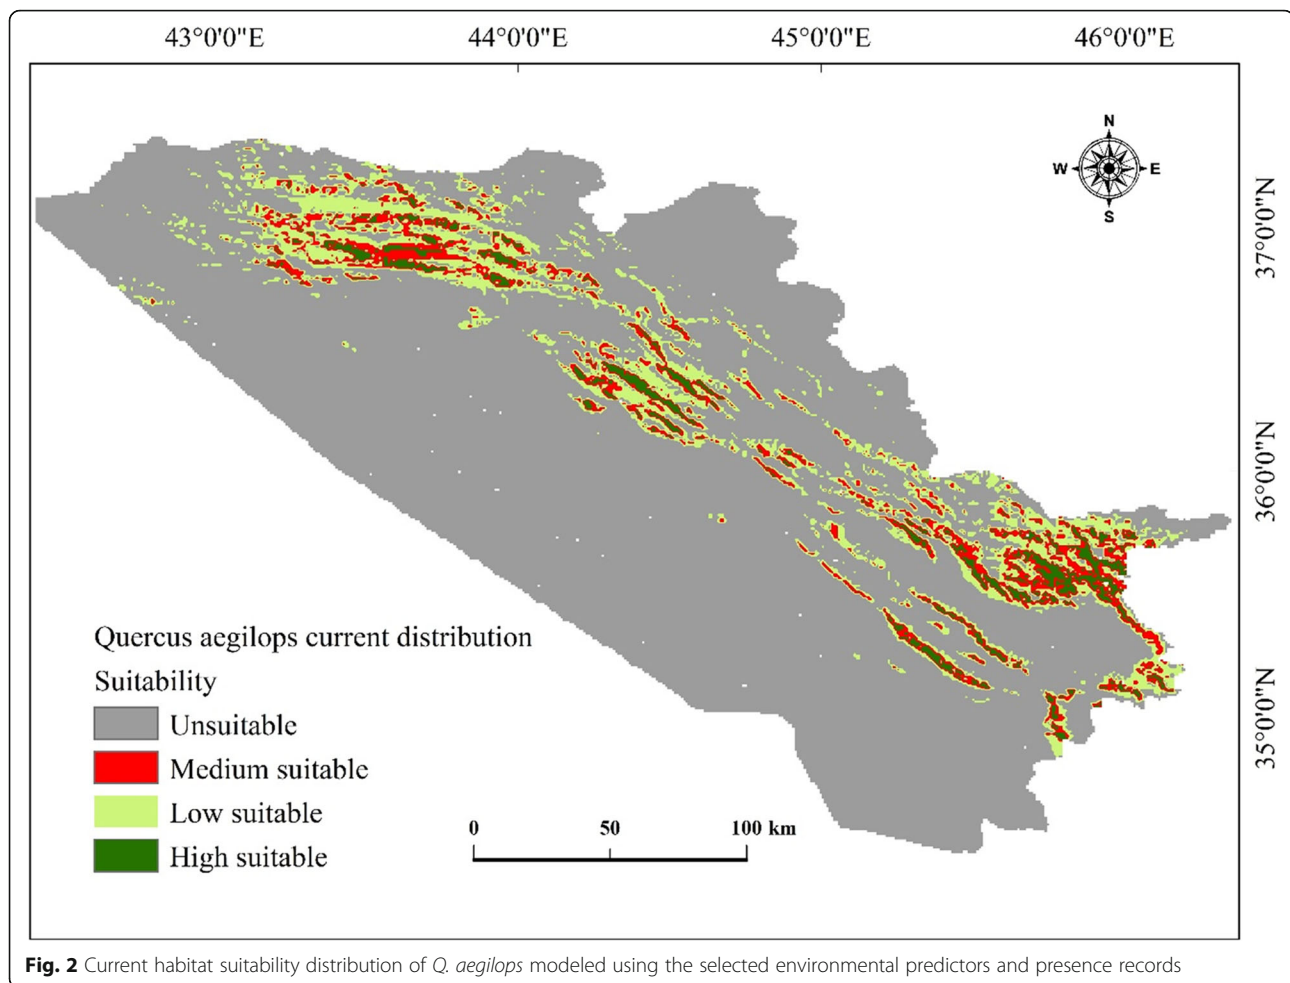 43°0'0"E 44°0'0"E 45°0'0"E 46°0'0"E
N
W E
S
37°0'0"N
36°0'0"N
35°0'0"N
Quercus aegilops current distribution
Suitability
Unsuitable
Medium suitable
Low suitable
High suitable
0 50 100 km
Fig. 2 Current habitat suitability distribution of Q. aegilops modeled using the selected environmental predictors and presence records